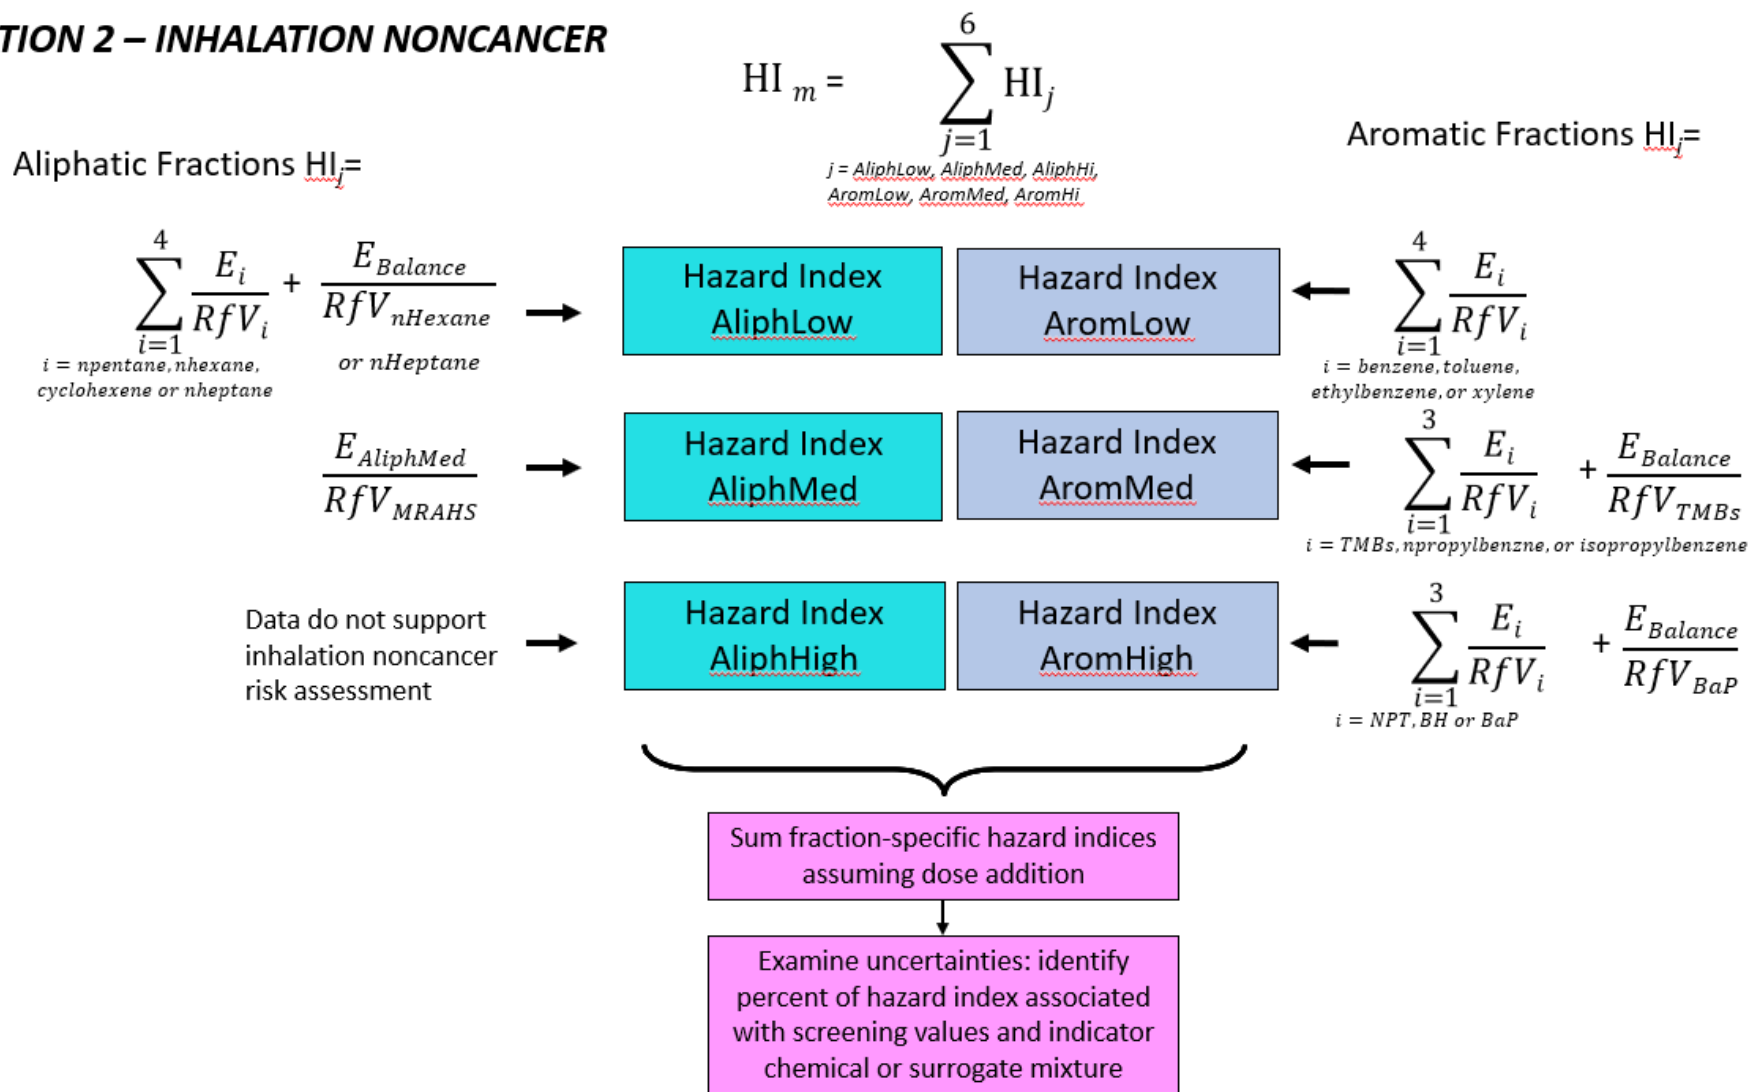 TION 2 – INHALATION NONCANCER
HI m = 6 ∑ j=1 HIj
j = AliphLow, AliphMed, AliphHi,
AromLow, AromMed, AromHi
Aliphatic Fractions HIj=
Aromatic Fractions HIj=
4 ∑ i=1 Ei / RfVi + EBalance / RfVnHexane
i = npentane, nhexane,
cyclohexene or nheptane
or nHeptane
→
Hazard Index
AliphLow
Hazard Index
AromLow
←
4 ∑ i=1 Ei / RfVi
i = benzene, toluene,
ethylbenzene, or xylene
EAliphMed / RfVMRAHS
→
Hazard Index
AliphMed
Hazard Index
AromMed
←
3 ∑ i=1 Ei / RfVi + EBalance / RfVTMBs
i = TMBs, npropylbenzne, or isopropylbenzene
Data do not support
inhalation noncancer
risk assessment
→
Hazard Index
AliphHigh
Hazard Index
AromHigh
←
3 ∑ i=1 Ei / RfVi + EBalance / RfVBaP
i = NPT, BH or BaP
Sum fraction-specific hazard indices
assuming dose addition
Examine uncertainties: identify
percent of hazard index associated
with screening values and indicator
chemical or surrogate mixture